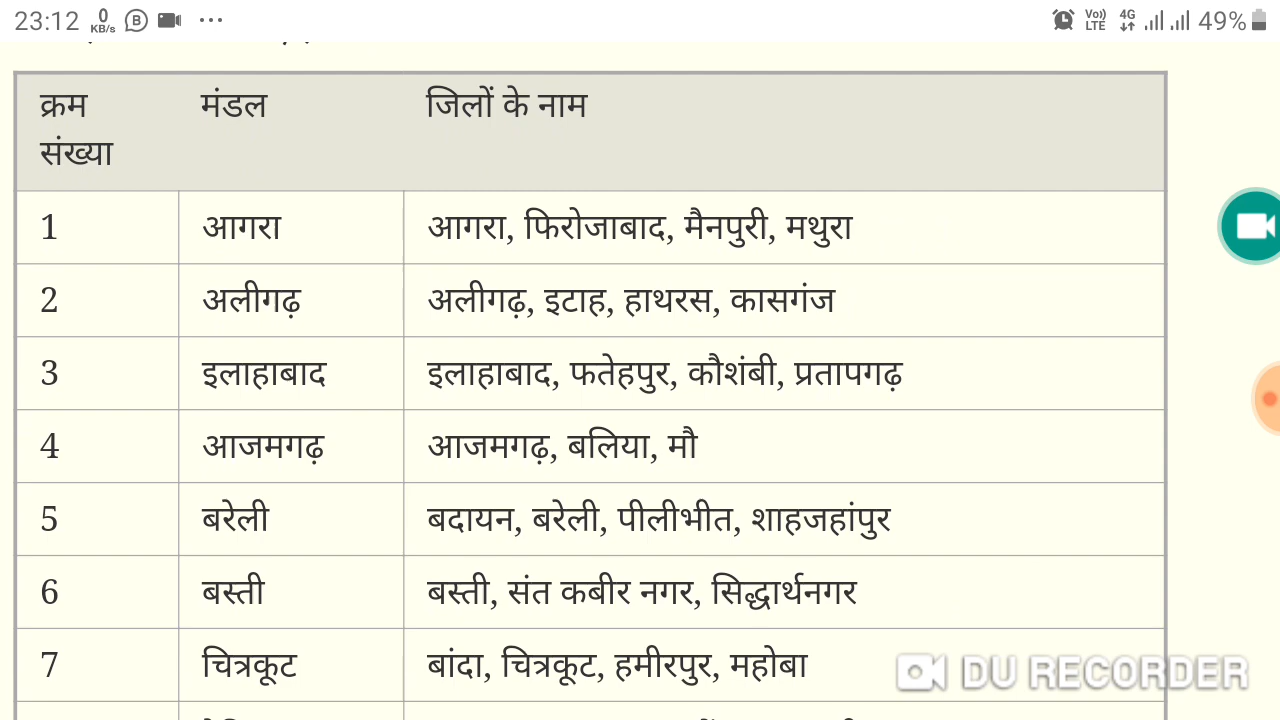 23:12 0 KB/s B ... Vo)) LTE 4G 49%
क्रम संख्या मंडल जिलों के नाम
1 आगरा आगरा, फिरोजाबाद, मैनपुरी, मथुरा
2 अलीगढ़ अलीगढ़, इटाह, हाथरस, कासगंज
3 इलाहाबाद इलाहाबाद, फतेहपुर, कौशंबी, प्रतापगढ़
4 आजमगढ़ आजमगढ़, बलिया, मौ
5 बरेली बदायन, बरेली, पीलीभीत, शाहजहांपुर
6 बस्ती बस्ती, संत कबीर नगर, सिद्धार्थनगर
7 चित्रकूट बांदा, चित्रकूट, हमीरपुर, महोबा
DU RECORDER